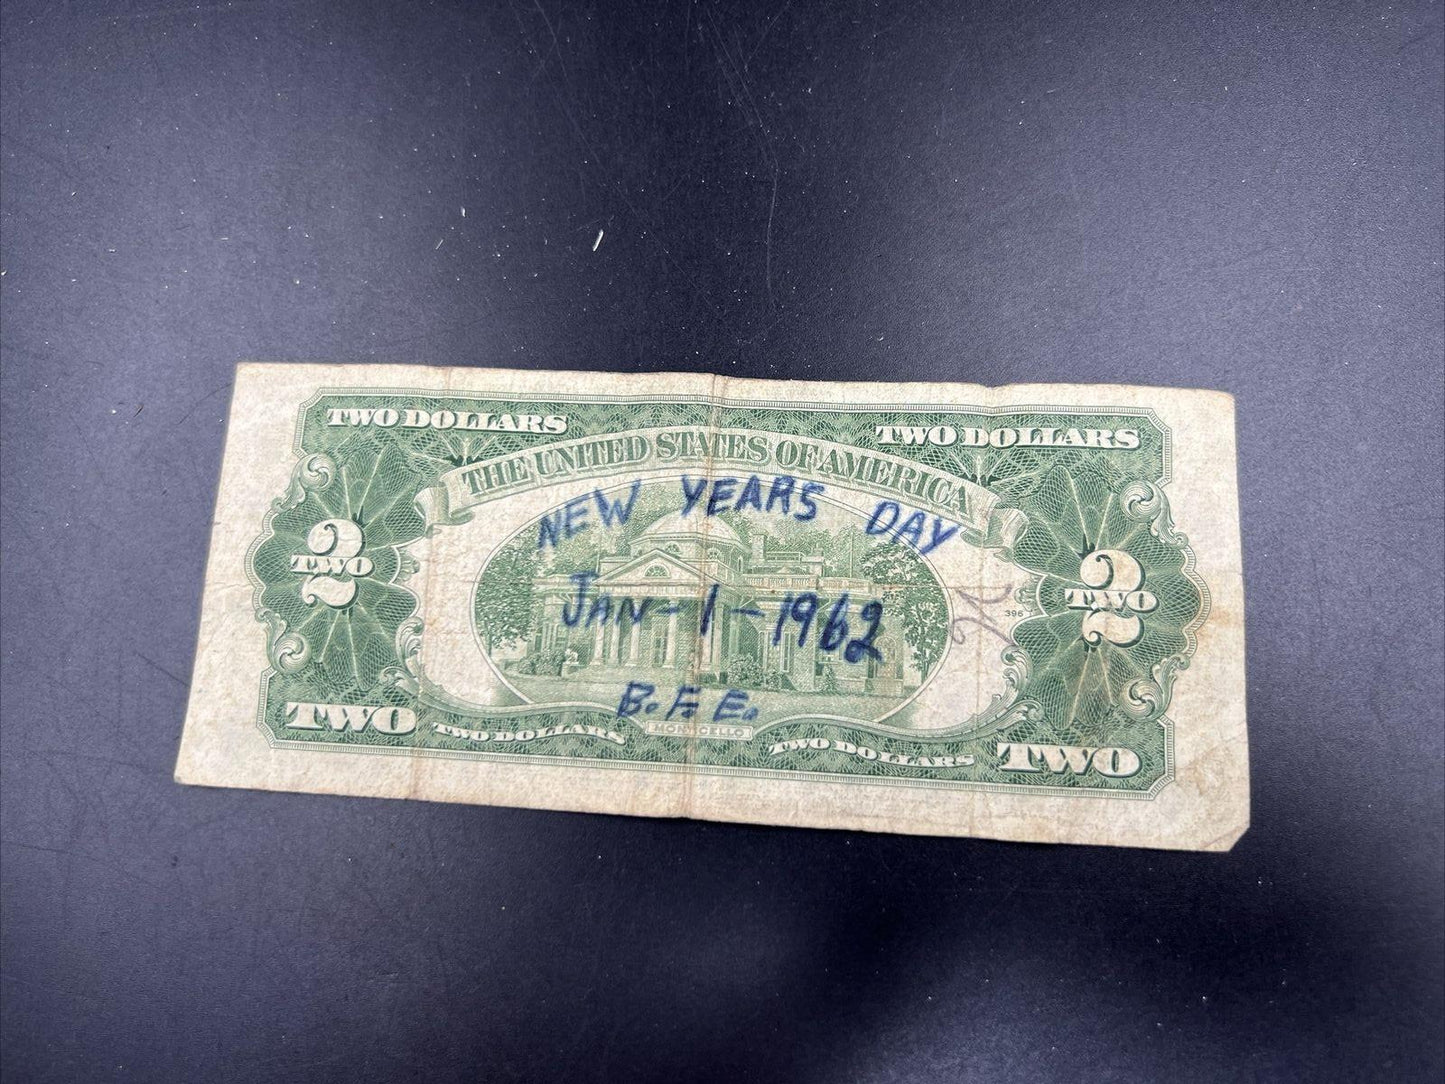 TWO DOLLARS TWO DOLLARS
THE UNITED STATES OF AMERICA
NEW YEARS DAY
2 TWO 2 TWO
JAN-1-1962
396
B. F. E.
MONTICELLO
TWO TWO DOLLARS TWO DOLLARS TWO